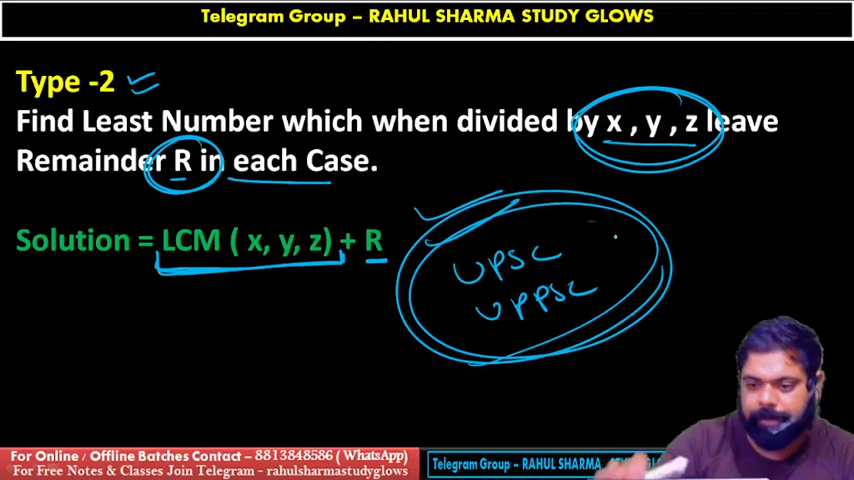 Telegram Group – RAHUL SHARMA STUDY GLOWS
Type -2
Find Least Number which when divided by x , y , z leave
Remainder R in each Case.
Solution = LCM ( x, y, z) + R
UPSC
UPPSC
For Online / Offline Batches Contact – 8813848586 ( WhatsApp)
For Free Notes & Classes Join Telegram - rahulsharmastudyglows
Telegram Group – RAHUL SHARMA